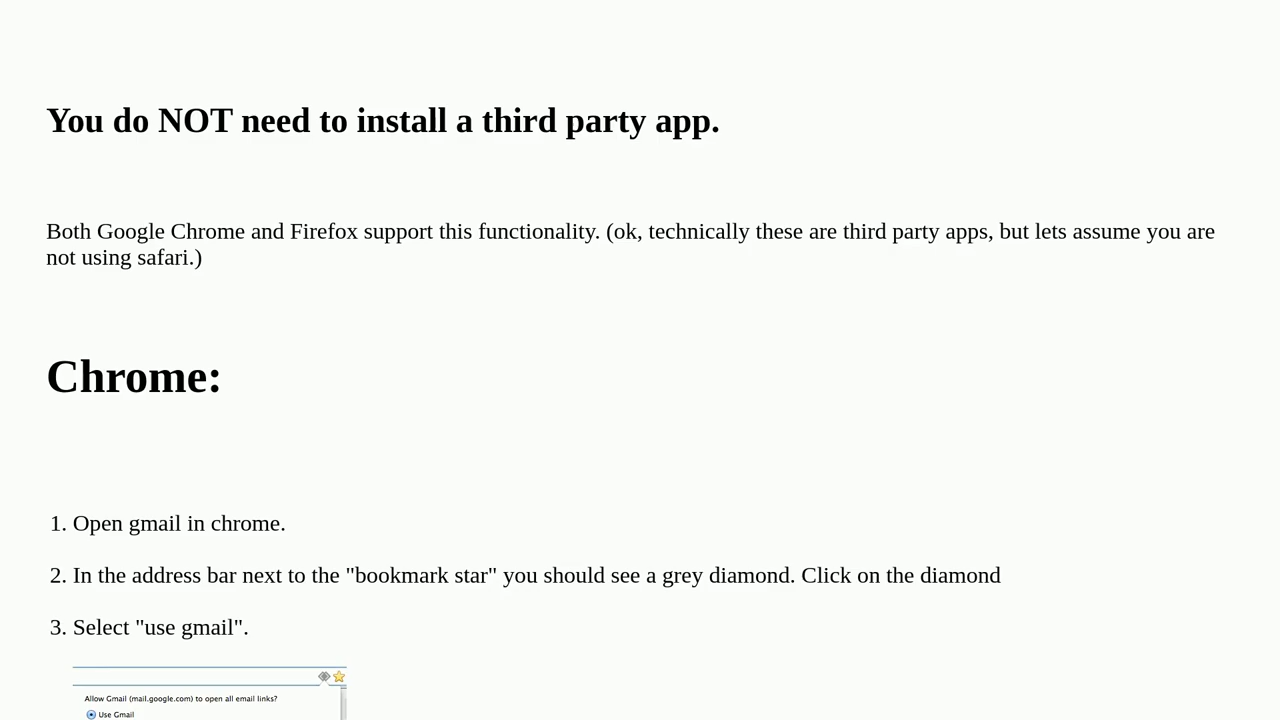 You do NOT need to install a third party app.
Both Google Chrome and Firefox support this functionality. (ok, technically these are third party apps, but lets assume you are
not using safari.)
Chrome:
1. Open gmail in chrome.
2. In the address bar next to the "bookmark star" you should see a grey diamond. Click on the diamond
3. Select "use gmail".
Allow Gmail (mail.google.com) to open all email links?
Use Gmail